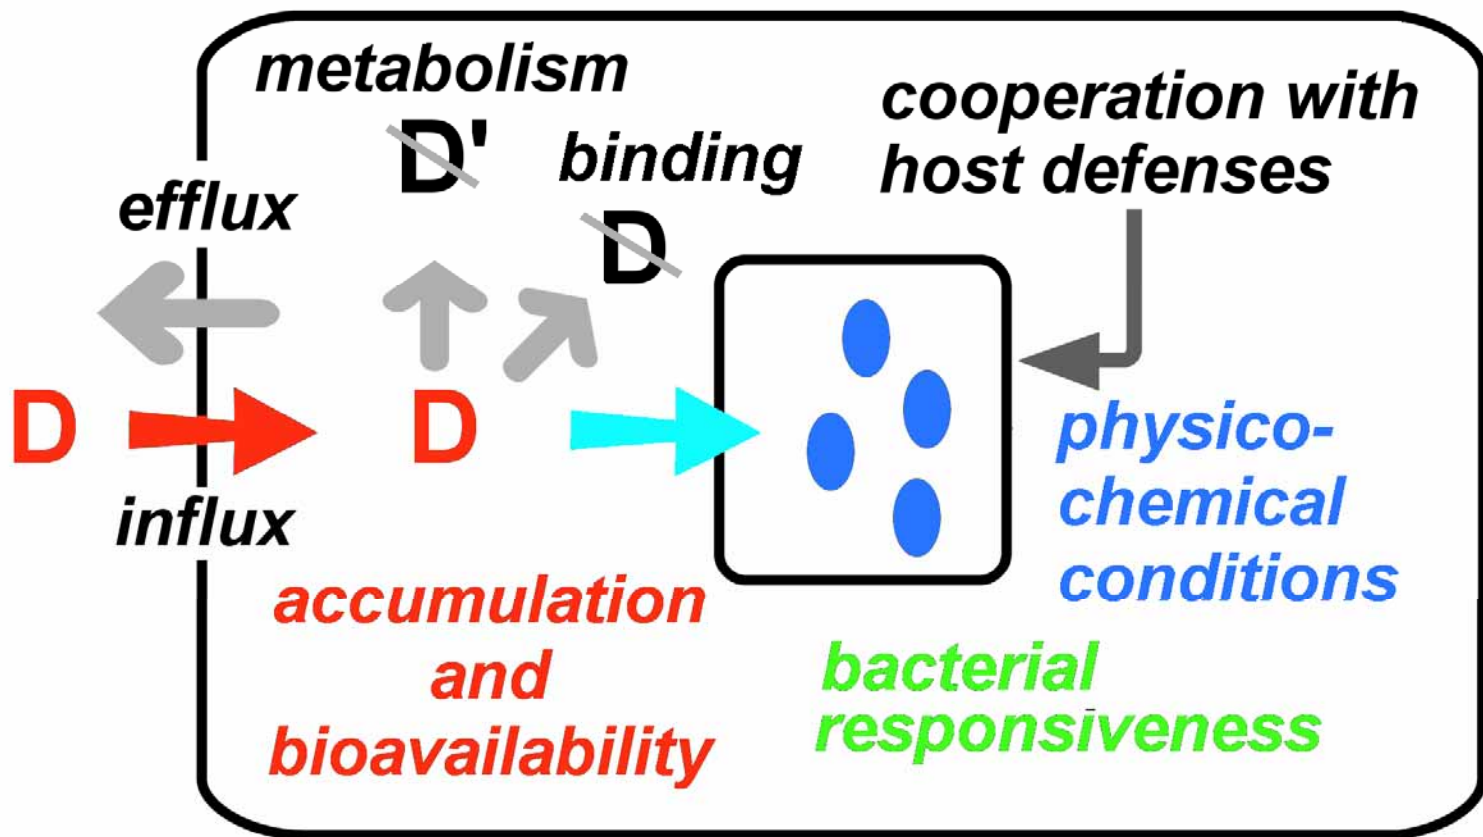 metabolism
D'
binding
D
cooperation with
host defenses
efflux
D
D
influx
physico-
chemical
conditions
accumulation
and
bioavailability
bacterial
responsiveness